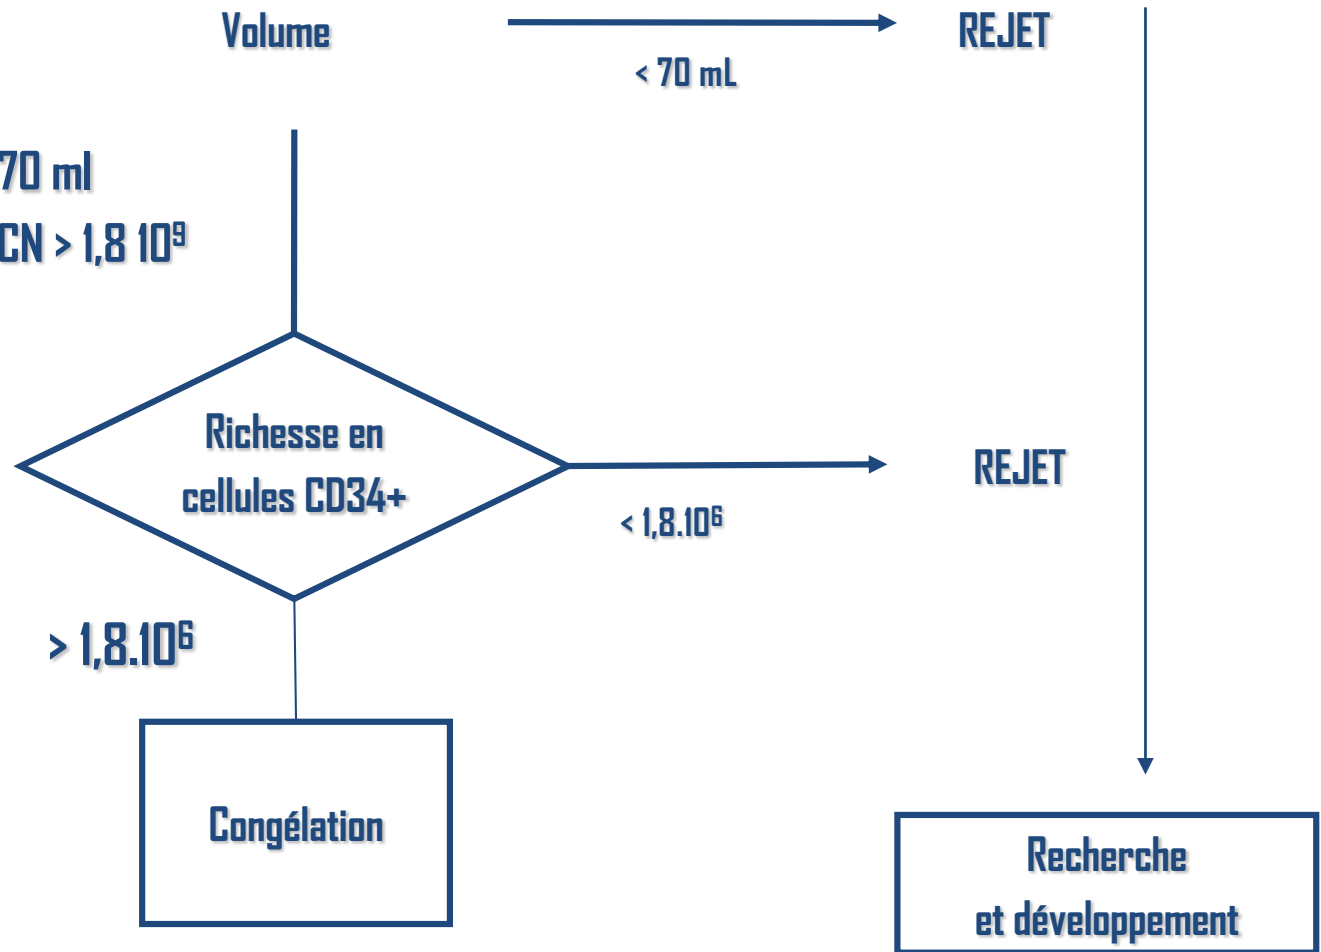 Volume
REJET
< 70 mL
70 ml
CN > 1,8 10⁹
Richesse en
cellules CD34+
REJET
< 1,8.10⁶
> 1,8.10⁶
Congélation
Recherche
et développement